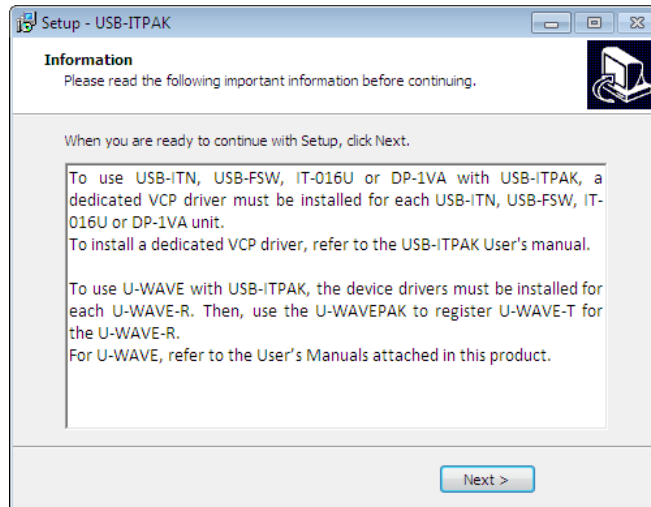 Setup - USB-ITPAK
Information
Please read the following important information before continuing.
When you are ready to continue with Setup, click Next.
To use USB-ITN, USB-FSW, IT-016U or DP-1VA with USB-ITPAK, a
dedicated VCP driver must be installed for each USB-ITN, USB-FSW, IT-
016U or DP-1VA unit.
To install a dedicated VCP driver, refer to the USB-ITPAK User's manual.
To use U-WAVE with USB-ITPAK, the device drivers must be installed for
each U-WAVE-R. Then, use the U-WAVEPAK to register U-WAVE-T for
the U-WAVE-R.
For U-WAVE, refer to the User’s Manuals attached in this product.
Next >